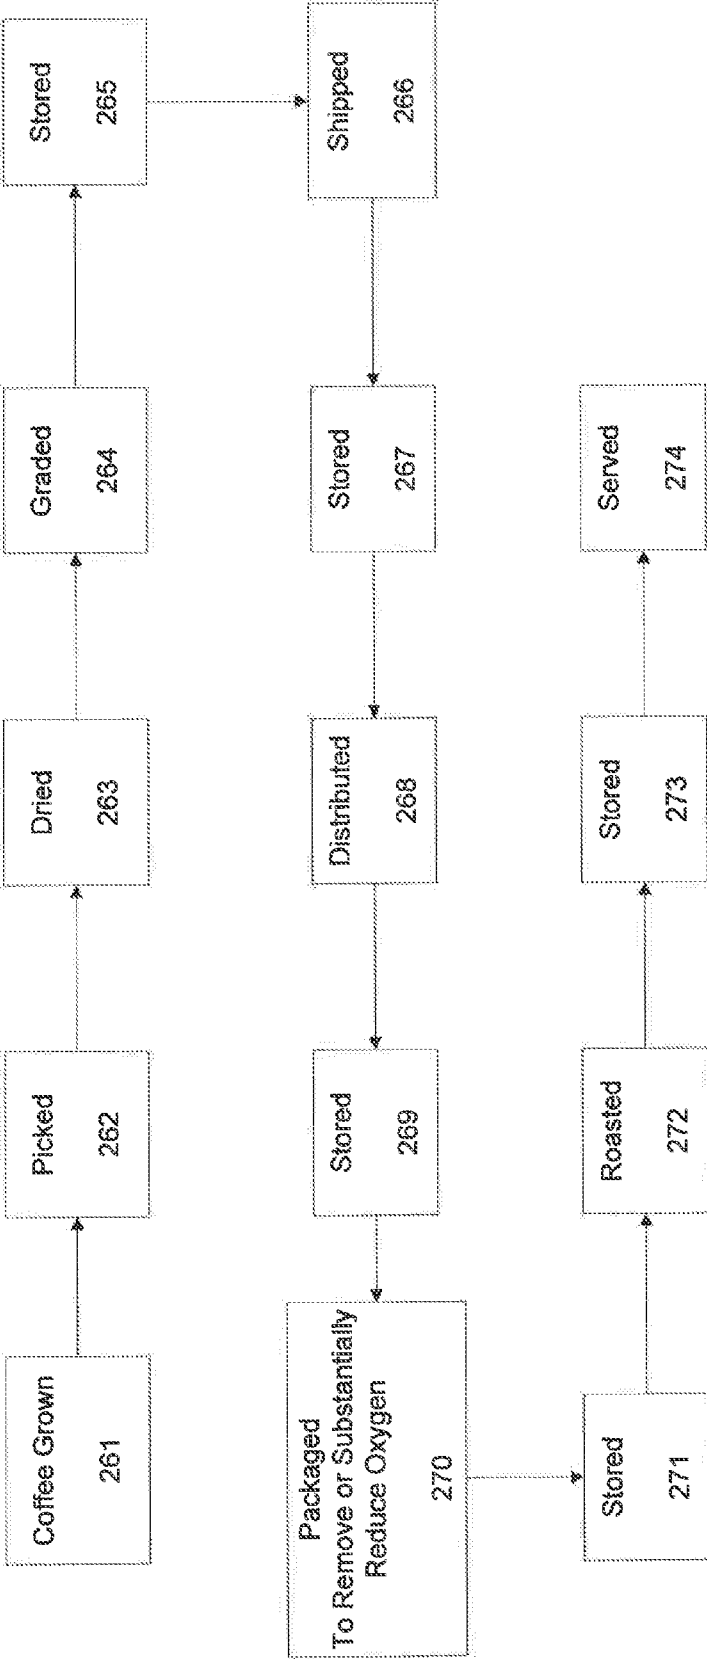 Coffee Grown
261
Picked
262
Dried
263
Graded
264
Stored
265
Shipped
266
Stored
267
Distributed
268
Stored
269
Packaged
To Remove or Substantially
Reduce Oxygen
270
Stored
271
Roasted
272
Stored
273
Served
274